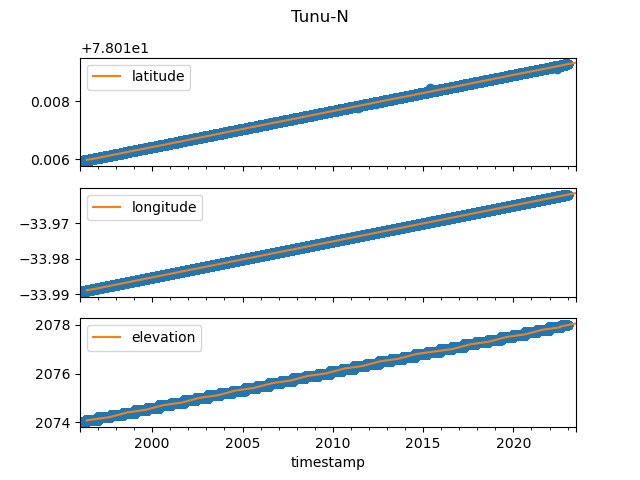 Tunu-N
+7.801e1
latitude
0.008
0.006
longitude
−33.97
−33.98
−33.99
elevation
2078
2076
2074
2000 2005 2010 2015 2020
timestamp